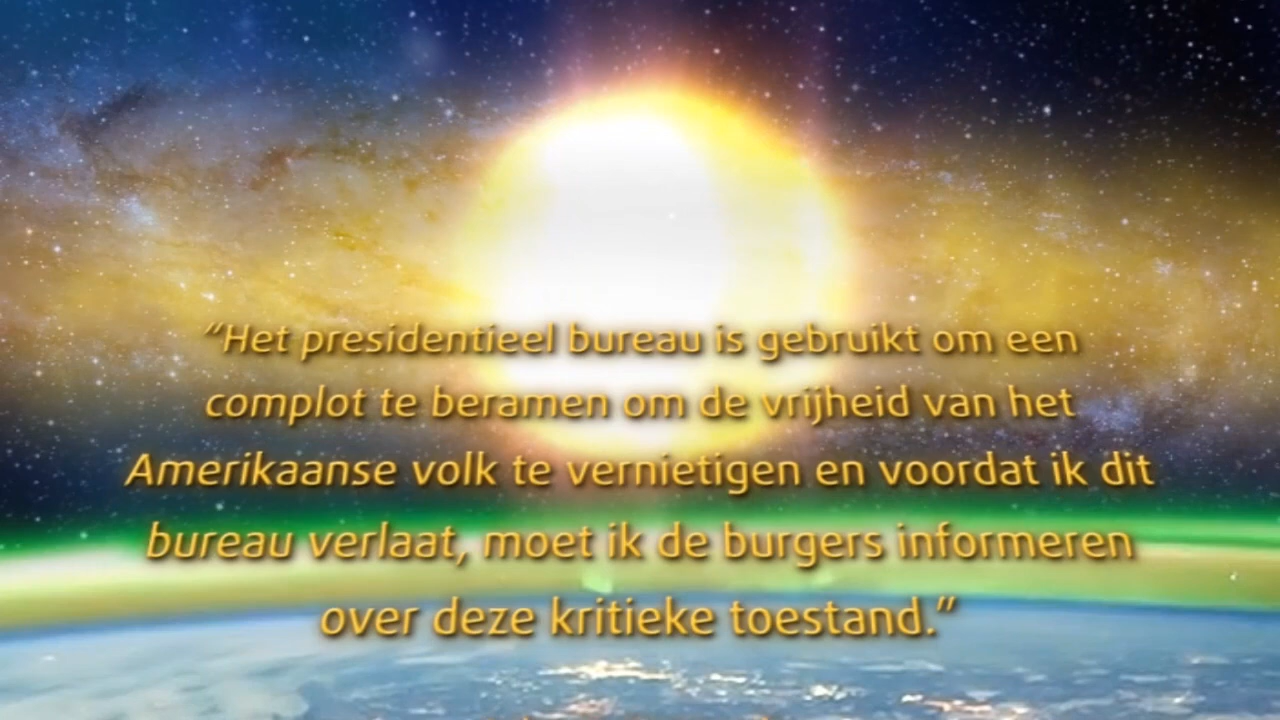 “Het presidentieel bureau is gebruikt om een
complot te beramen om de vrijheid van het
Amerikaanse volk te vernietigen en voordat ik dit
bureau verlaat, moet ik de burgers informeren
over deze kritieke toestand.”